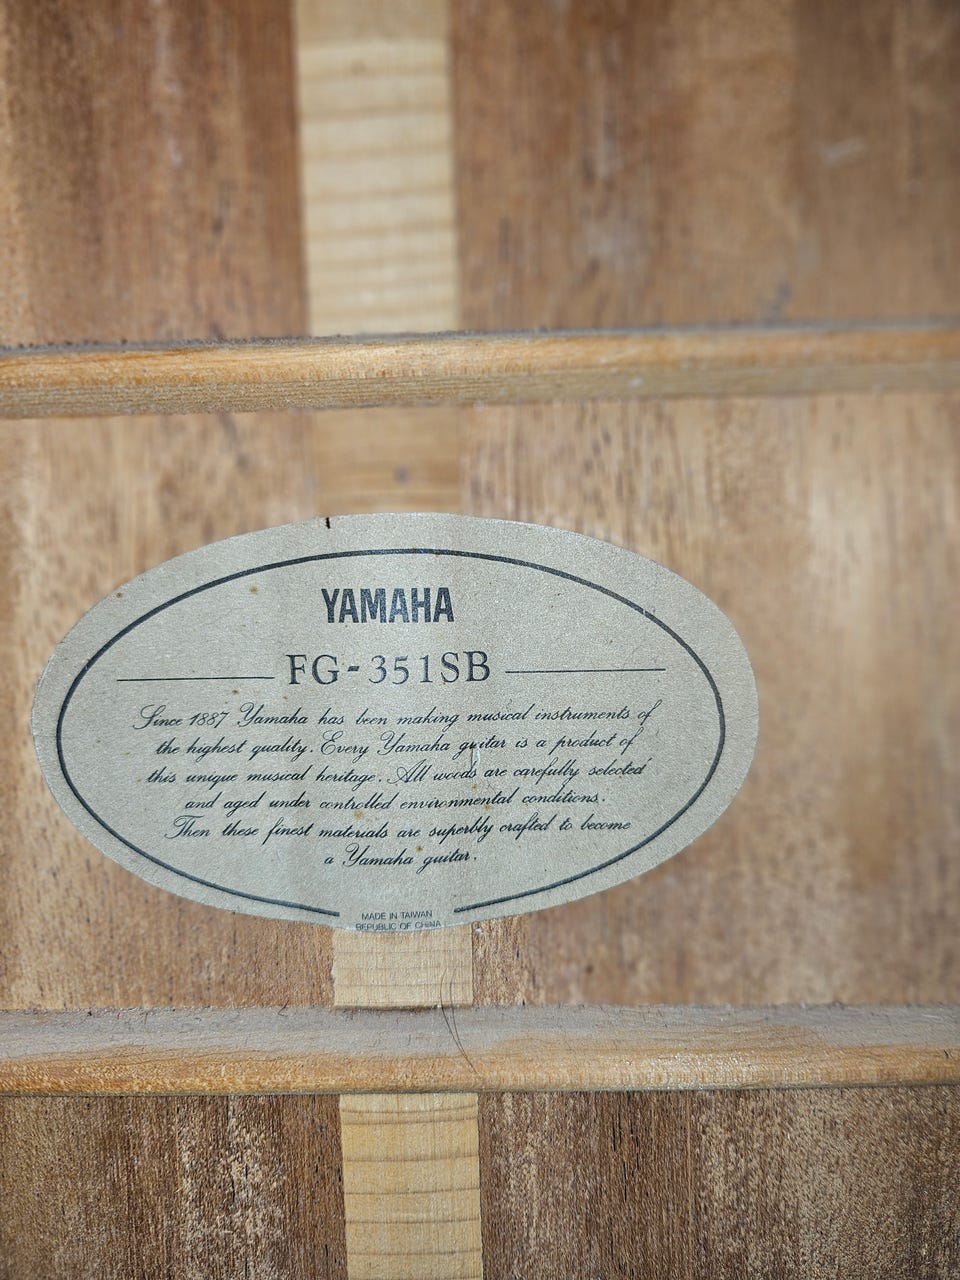 YAMAHA
FG-351SB
Since 1887 Yamaha has been making musical instruments of
the highest quality. Every Yamaha guitar is a product of
this unique musical heritage. All woods are carefully selected
and aged under controlled environmental conditions.
Then these finest materials are superbly crafted to become
a Yamaha guitar.
MADE IN TAIWAN
REPUBLIC OF CHINA